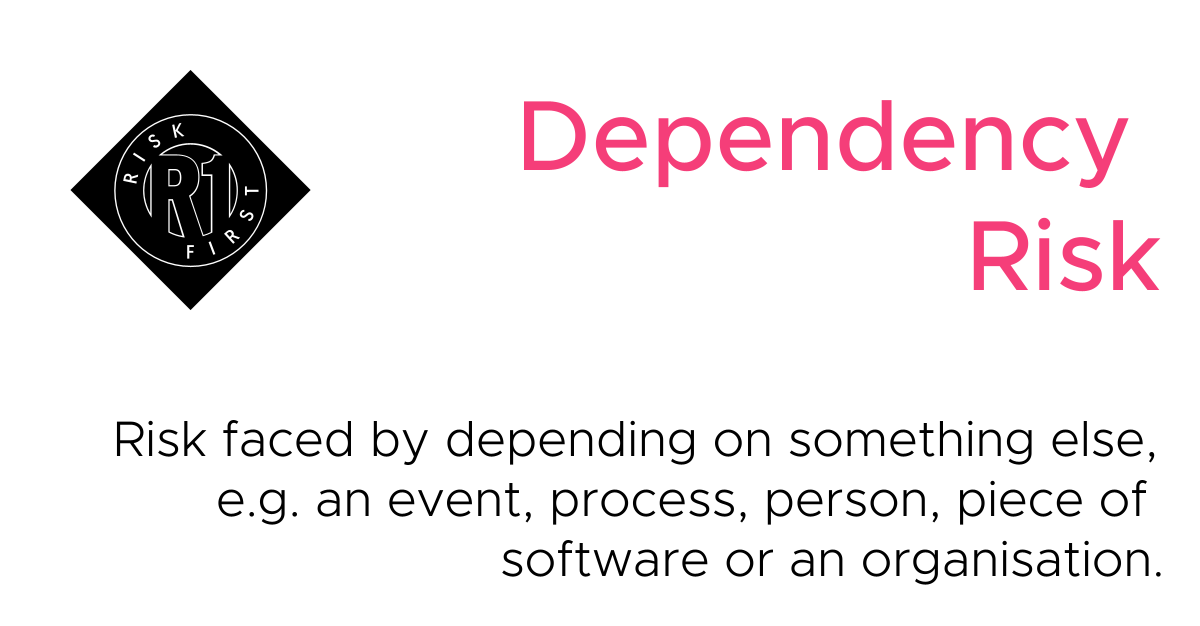 RISK
R1
FIRST
Dependency
Risk
Risk faced by depending on something else,
e.g. an event, process, person, piece of
software or an organisation.